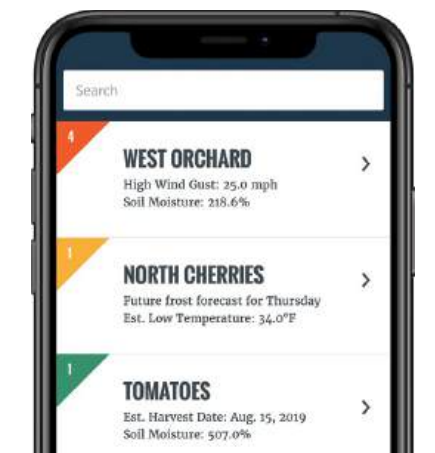 Search
4
WEST ORCHARD
High Wind Gust: 25.0 mph
Soil Moisture: 218.6%
1
NORTH CHERRIES
Future frost forecast for Thursday
Est. Low Temperature: 34.0°F
1
TOMATOES
Est. Harvest Date: Aug. 15, 2019
Soil Moisture: 507.0%